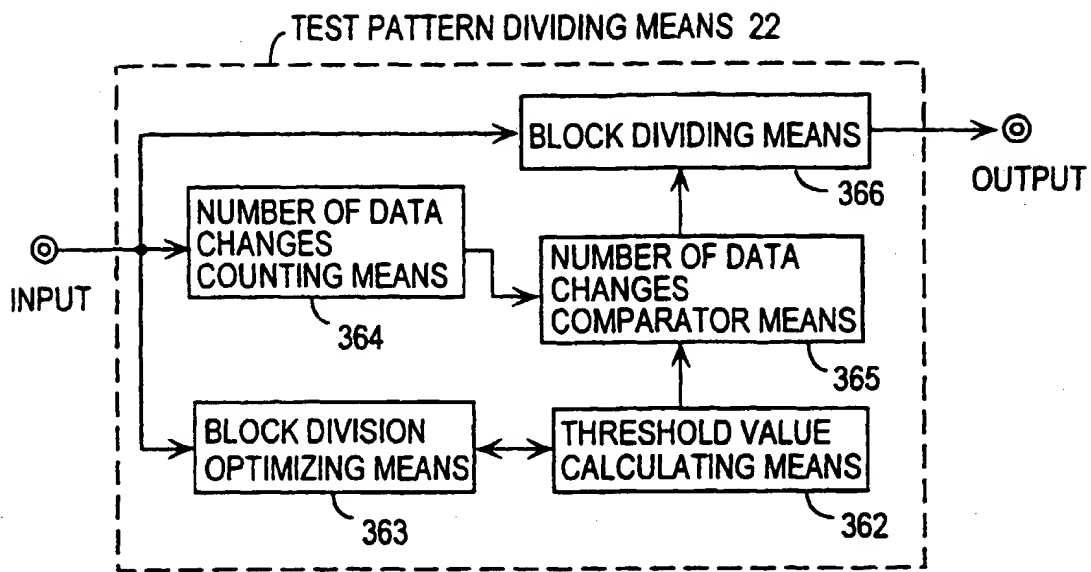 TEST PATTERN DIVIDING MEANS 22
BLOCK DIVIDING MEANS
366
OUTPUT
INPUT
NUMBER OF DATA
CHANGES
COUNTING MEANS
364
NUMBER OF DATA
CHANGES
COMPARATOR MEANS
365
BLOCK DIVISION
OPTIMIZING MEANS
363
THRESHOLD VALUE
CALCULATING MEANS
362